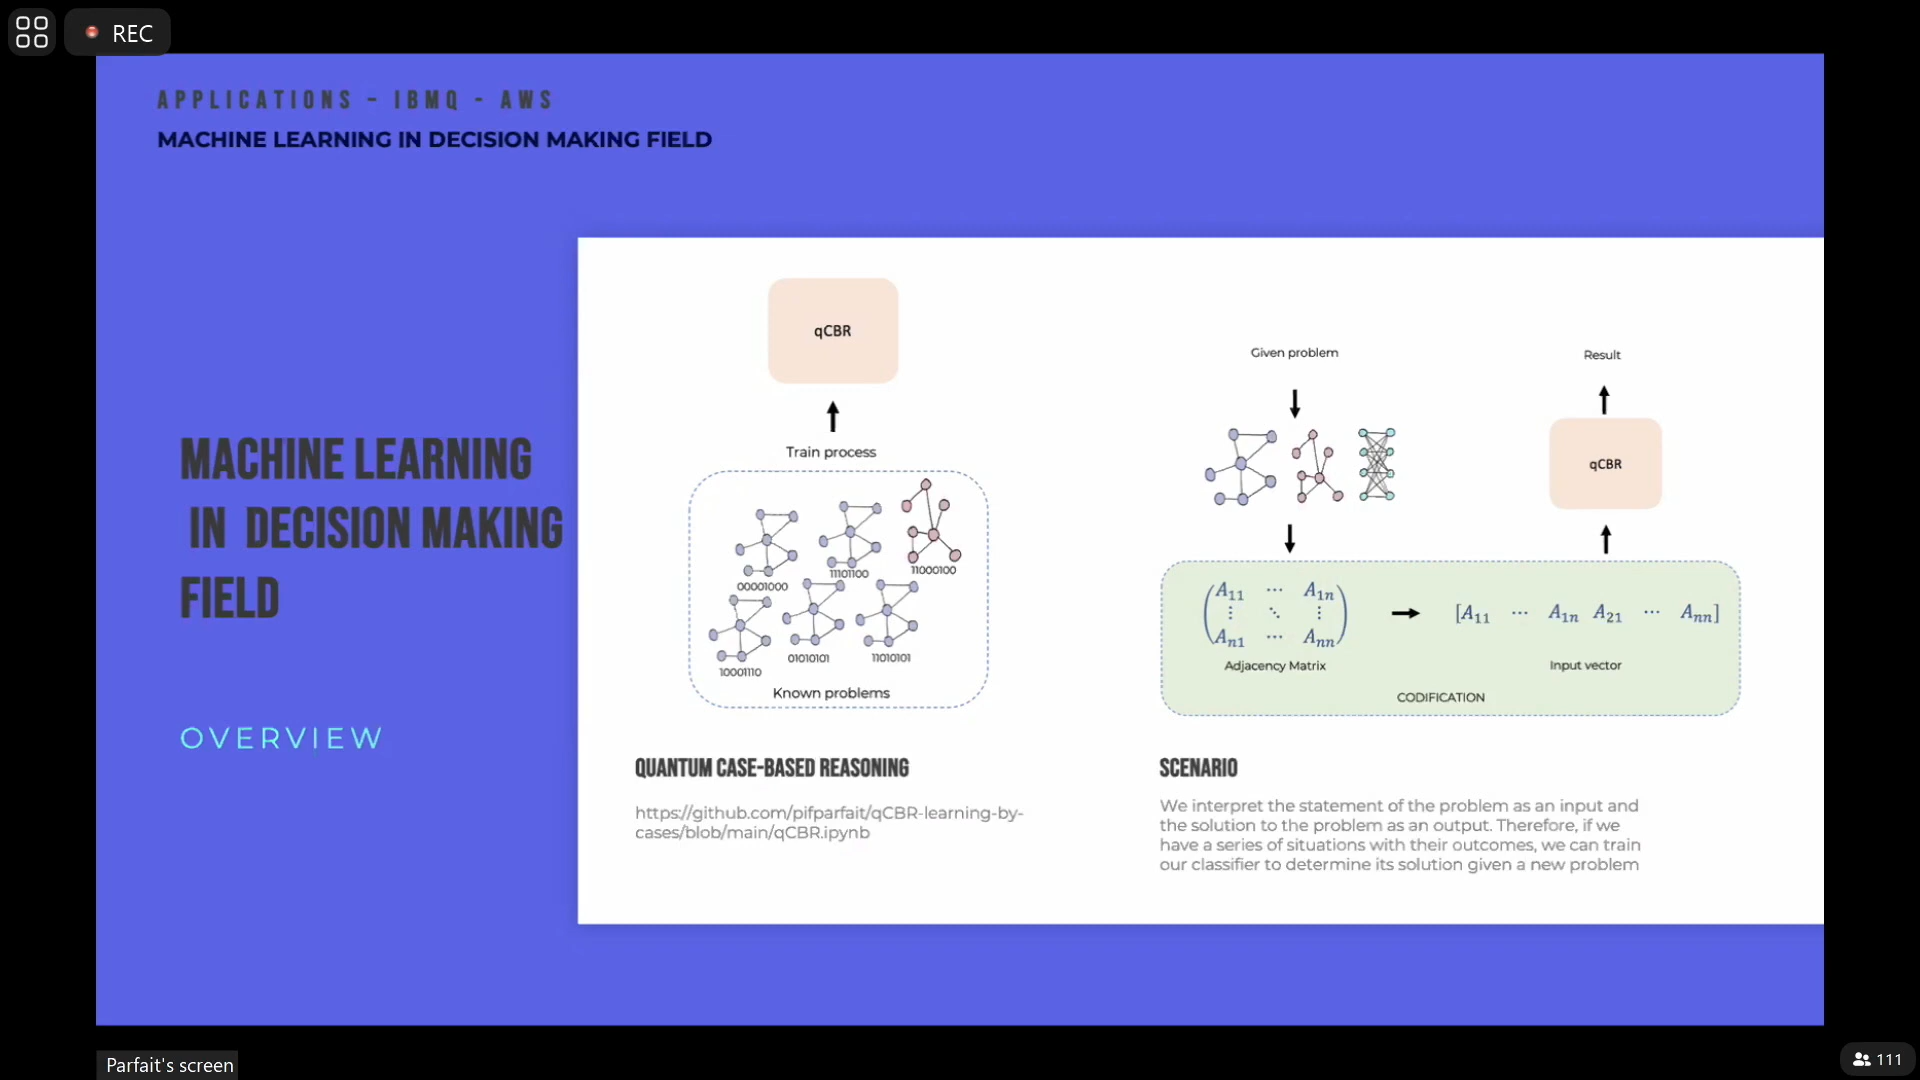 REC
APPLICATIONS – IBMQ - AWS
MACHINE LEARNING IN DECISION MAKING FIELD
MACHINE LEARNING
IN DECISION MAKING
FIELD
OVERVIEW
qCBR
Train process
00001000
11101100
11000100
10001110
01010101
11010101
Known problems
QUANTUM CASE-BASED REASONING
https://github.com/pifparfait/qCBR-learning-by-
cases/blob/main/qCBR.ipynb
Given problem
Result
qCBR
A11 ⋯ A1n
⋮ ⋱ ⋮
An1 ⋯ Ann
[A11 ⋯ A1n A21 ⋯ Ann]
Adjacency Matrix
Input vector
CODIFICATION
SCENARIO
We interpret the statement of the problem as an input and
the solution to the problem as an output. Therefore, if we
have a series of situations with their outcomes, we can train
our classifier to determine its solution given a new problem
Parfait's screen
111